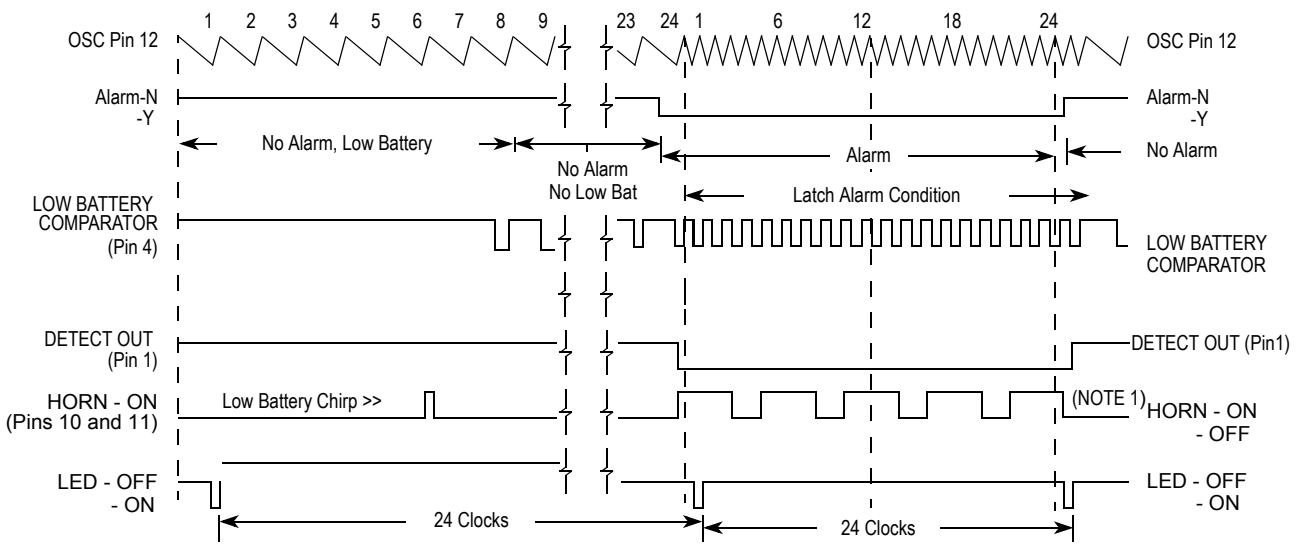 1 2 3 4 5 6 7 8 9 23 24 1 6 12 18 24
OSC Pin 12 OSC Pin 12
Alarm-N Alarm-N
-Y -Y
No Alarm, Low Battery Alarm No Alarm
No Alarm
No Low Bat
Latch Alarm Condition
LOW BATTERY
COMPARATOR
(Pin 4)
LOW BATTERY
COMPARATOR
DETECT OUT DETECT OUT (Pin1)
(Pin 1)
HORN - ON Low Battery Chirp >> (NOTE 1)
(Pins 10 and 11) HORN - ON
- OFF
LED - OFF LED - OFF
- ON - ON
24 Clocks 24 Clocks